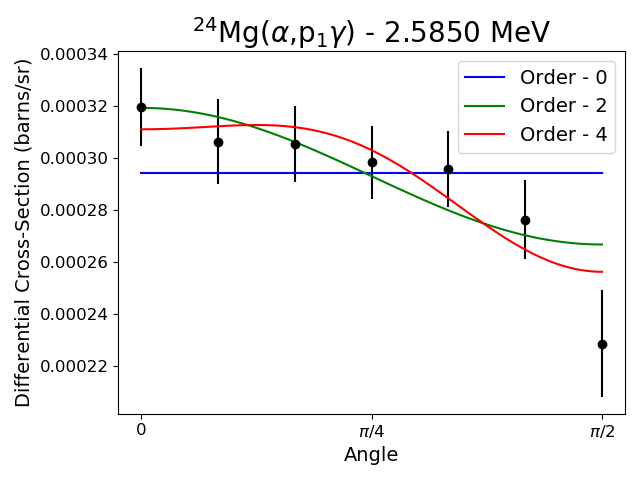 ²⁴Mg(α,p₁γ) - 2.5850 MeV
Differential Cross-Section (barns/sr)
0.00034
0.00032
0.00030
0.00028
0.00026
0.00024
0.00022
Order - 0
Order - 2
Order - 4
0
π/4
π/2
Angle